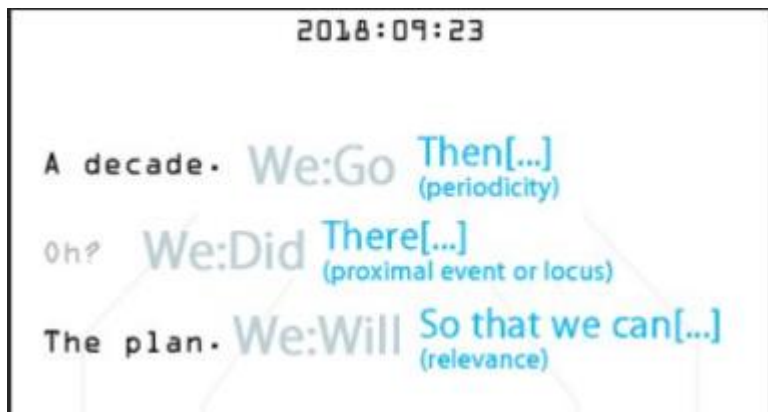 2018:09:23
A decade. We:Go Then[...]
(periodicity)
Oh? We:Did There[...]
(proximal event or locus)
The plan. We:Will So that we can[...]
(relevance)